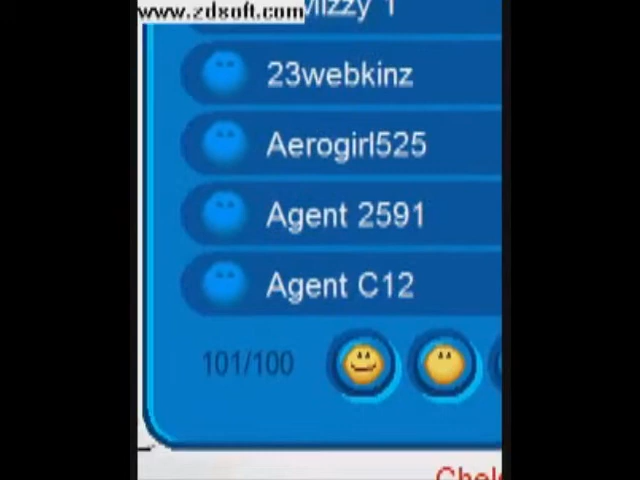 www.zdsoft.com
23webkinz
Aerogirl525
Agent 2591
Agent C12
101/100